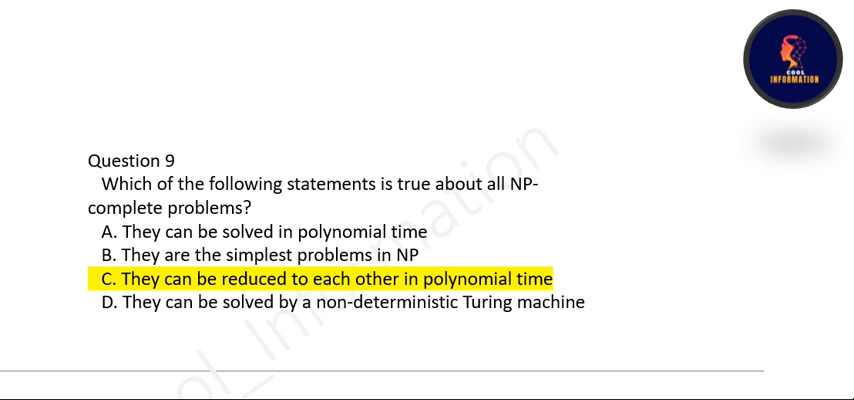 COOL
INFORMATION
Question 9
Which of the following statements is true about all NP-
complete problems?
A. They can be solved in polynomial time
B. They are the simplest problems in NP
C. They can be reduced to each other in polynomial time
D. They can be solved by a non-deterministic Turing machine
ol_Information